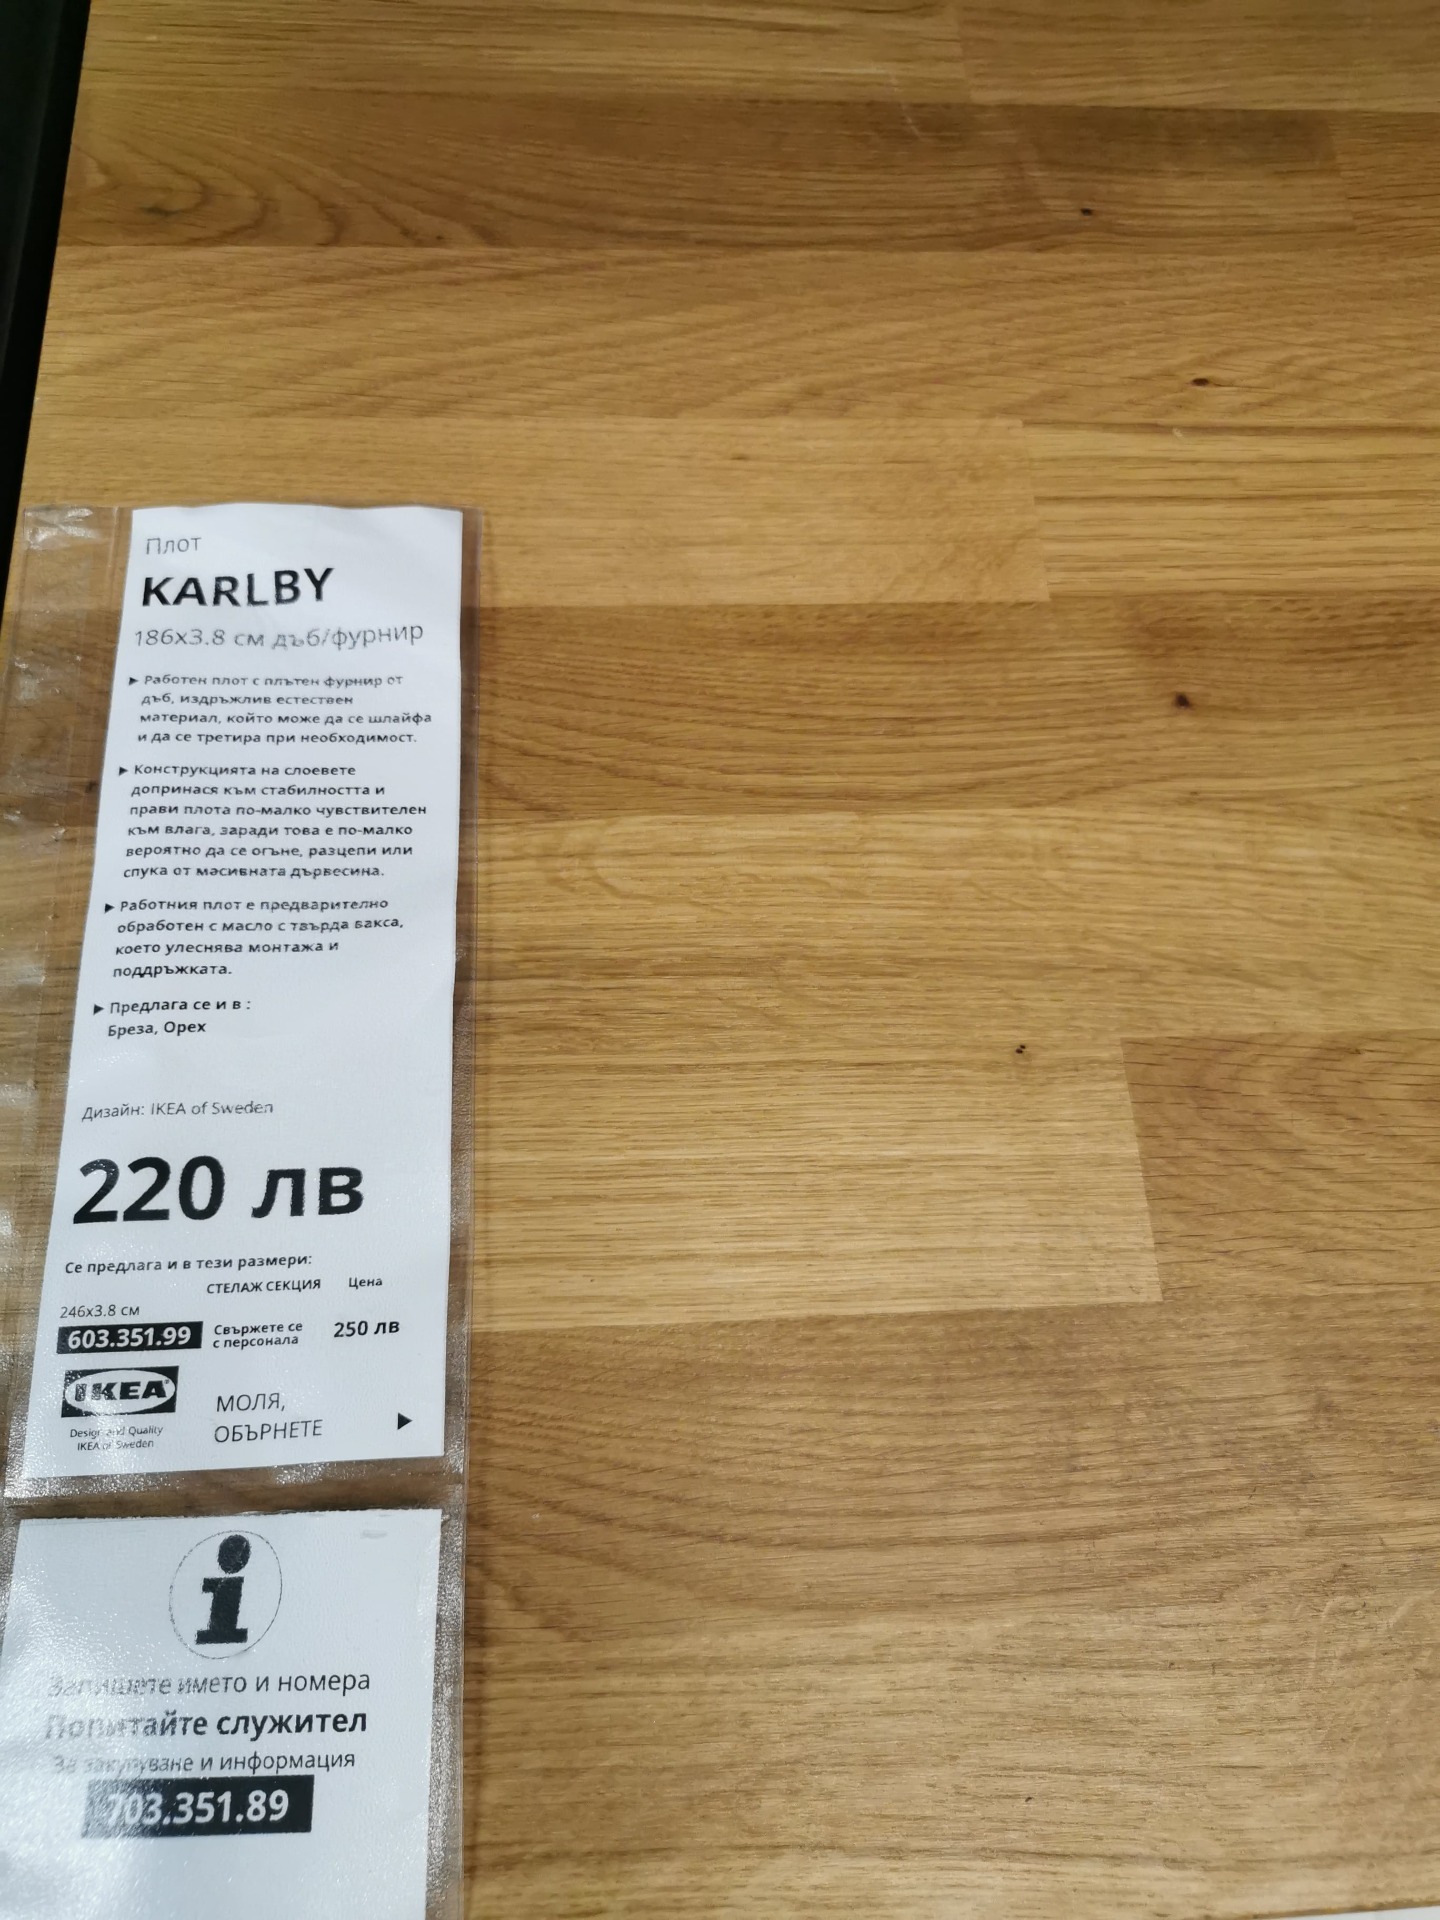 Плот
KARLBY
186x3.8 см дъб/фурнир
▶ Работен плот с плътен фурнир от
дъб, издръжлив естествен
материал, който може да се шлайфа
и да се третира при необходимост.
▶ Конструкцията на слоевете
допринася към стабилността и
прави плота по-малко чувствителен
към влага, заради това е по-малко
вероятно да се огъне, разцепи или
спука от масивната дървесина.
▶ Работния плот е предварително
обработен с масло с твърда вакса,
което улеснява монтажа и
поддръжката.
▶ Предлага се и в :
Бреза, Орех
Дизайн: IKEA of Sweden
220 лв
Се предлага и в тези размери:
СТЕЛАЖ СЕКЦИЯ Цена
246x3.8 см
603.351.99 Свържете се с персонала 250 лв
IKEA
Design and Quality
IKEA of Sweden
МОЛЯ,
ОБЪРНЕТЕ ▶
i
Запишете името и номера
Попитайте служител
За закупуване и информация
703.351.89